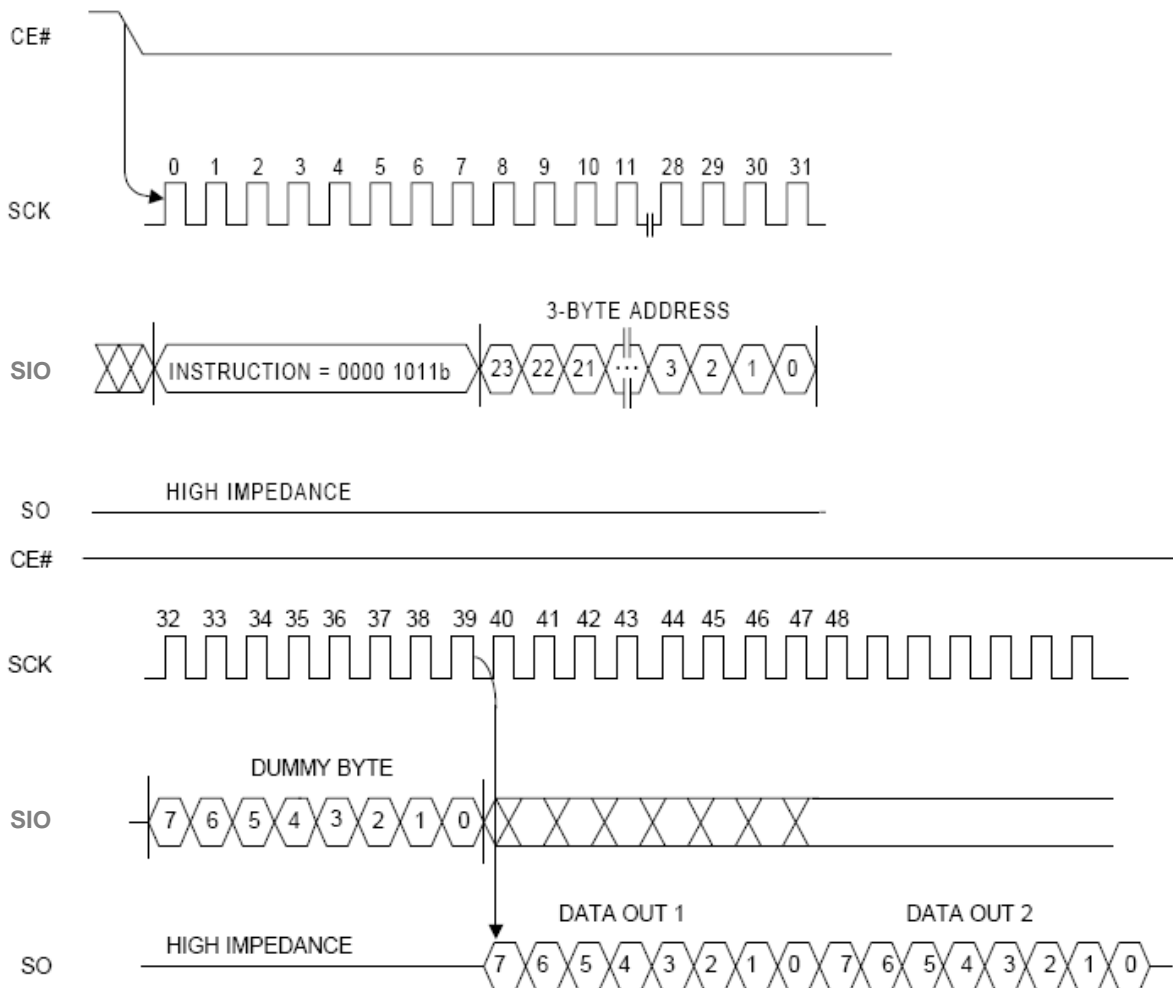 CE#
0 1 2 3 4 5 6 7 8 9 10 11 28 29 30 31
SCK
3-BYTE ADDRESS
SIO INSTRUCTION = 0000 1011b 23 22 21 ... 3 2 1 0
HIGH IMPEDANCE
SO
CE#
32 33 34 35 36 37 38 39 40 41 42 43 44 45 46 47 48
SCK
DUMMY BYTE
SIO 7 6 5 4 3 2 1 0
DATA OUT 1 DATA OUT 2
HIGH IMPEDANCE
SO 7 6 5 4 3 2 1 0 7 6 5 4 3 2 1 0